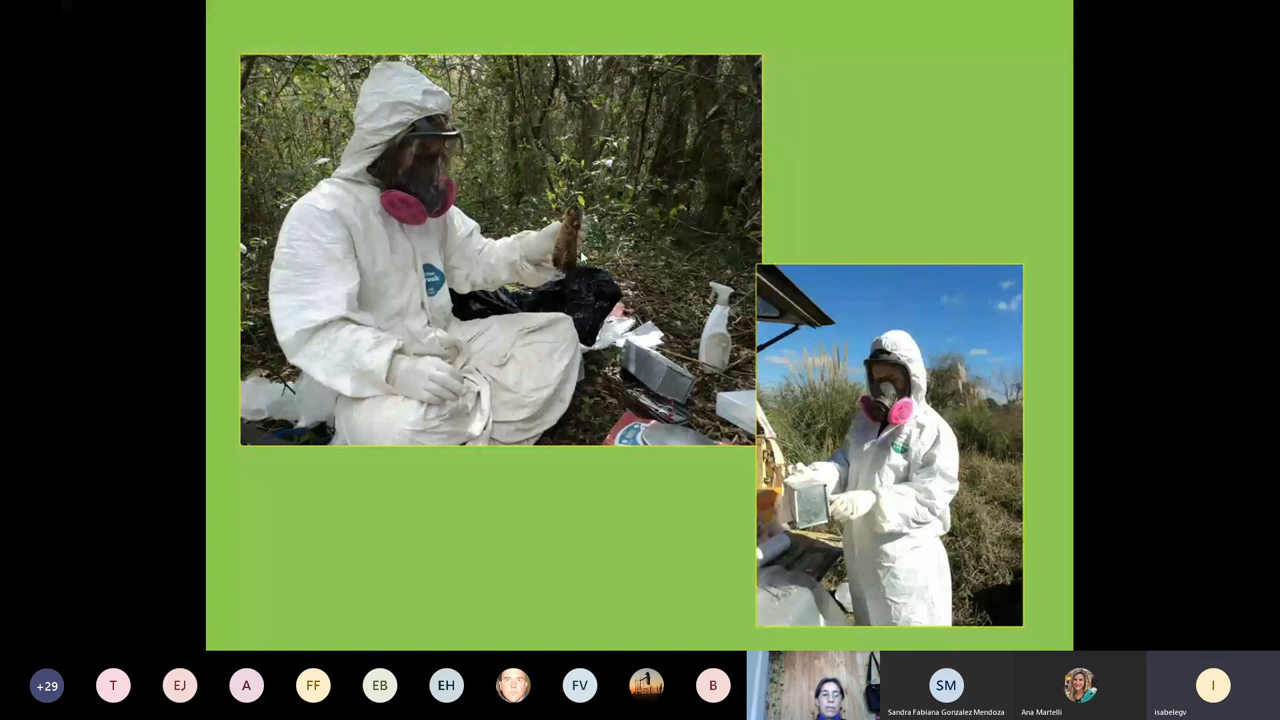 +29
T
EJ
A
FF
EB
EH
FV
B
SM
Sandra Fabiana Gonzalez Mendoza
Ana Martelli
I
isabelegv